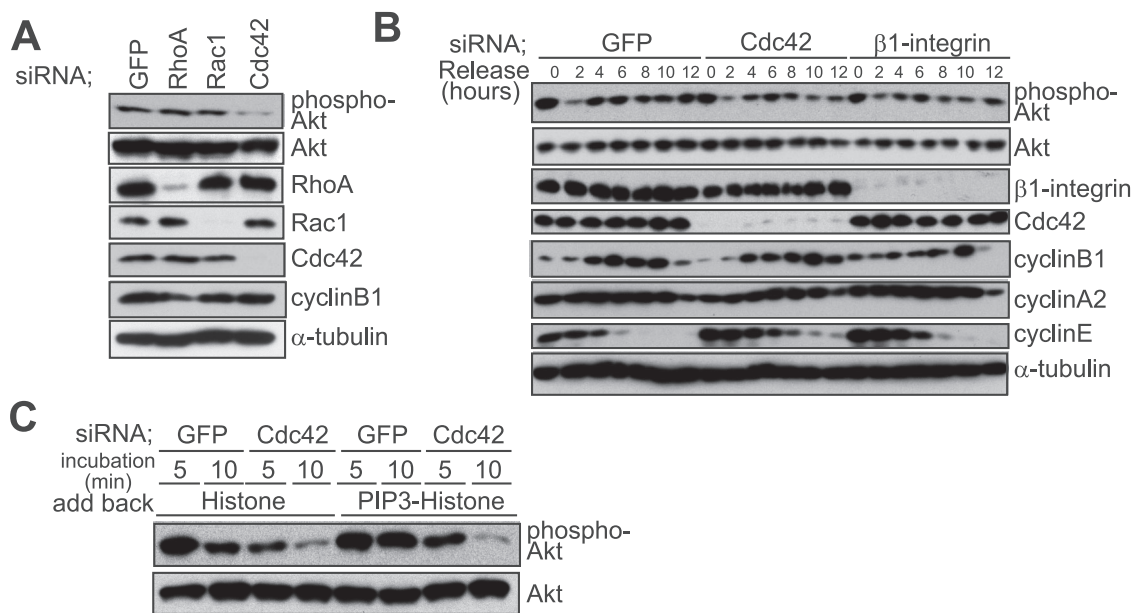 A
siRNA;
GFP
RhoA
Rac1
Cdc42
phospho-
Akt
Akt
RhoA
Rac1
Cdc42
cyclinB1
α-tubulin
B
siRNA; GFP Cdc42 β1-integrin
Release 0 2 4 6 8 10 12 0 2 4 6 8 10 12 0 2 4 6 8 10 12
(hours)
phospho-
Akt
Akt
β1-integrin
Cdc42
cyclinB1
cyclinA2
cyclinE
α-tubulin
C
siRNA; GFP Cdc42 GFP Cdc42
incubation 5 10 5 10 5 10 5 10
(min)
add back Histone PIP3-Histone
phospho-
Akt
Akt